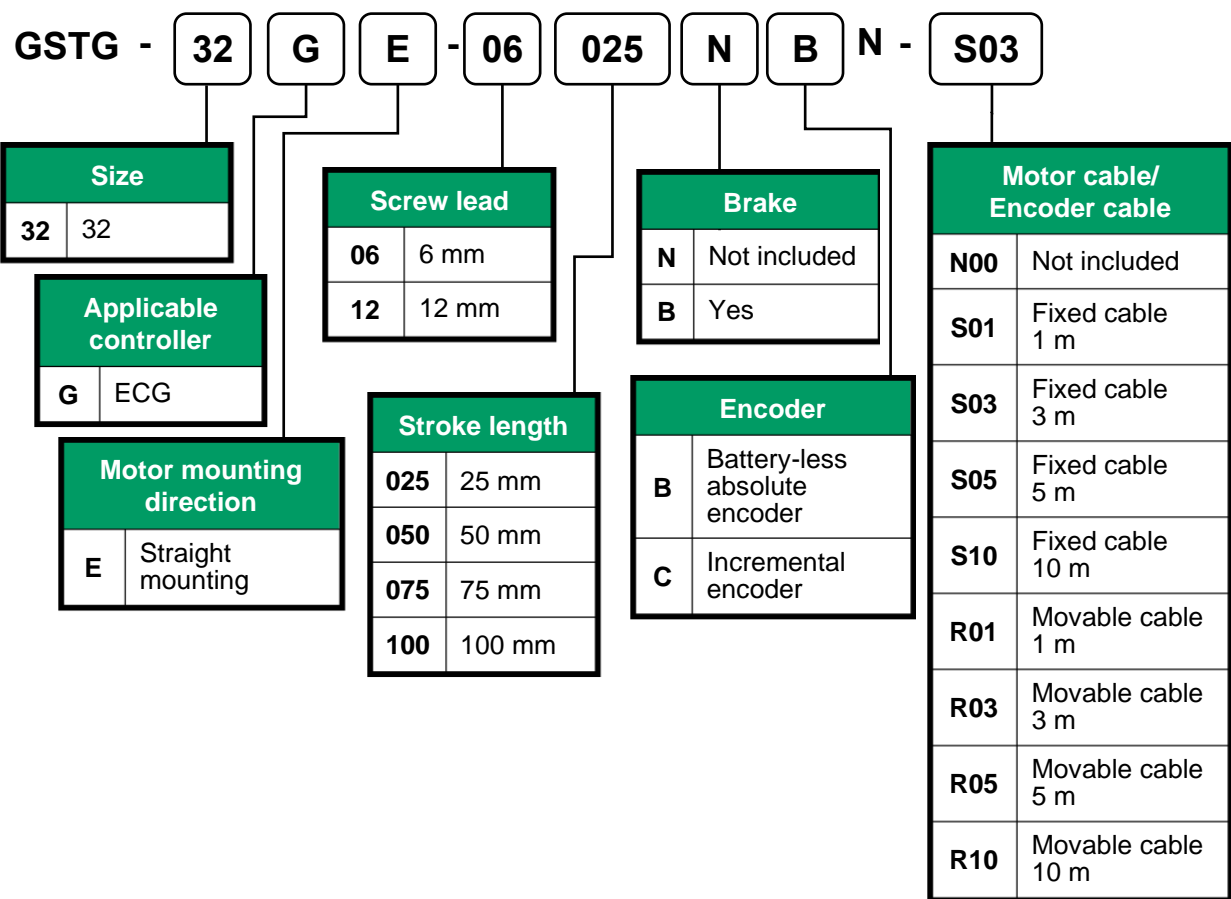 GSTG - 32 G E - 06 025 N B N - S03
Size
32 32
Applicable
controller
G ECG
Motor mounting
direction
E Straight
mounting
Screw lead
06 6 mm
12 12 mm
Stroke length
025 25 mm
050 50 mm
075 75 mm
100 100 mm
Brake
N Not included
B Yes
Encoder
B Battery-less
absolute
encoder
C Incremental
encoder
Motor cable/
Encoder cable
N00 Not included
S01 Fixed cable
1 m
S03 Fixed cable
3 m
S05 Fixed cable
5 m
S10 Fixed cable
10 m
R01 Movable cable
1 m
R03 Movable cable
3 m
R05 Movable cable
5 m
R10 Movable cable
10 m